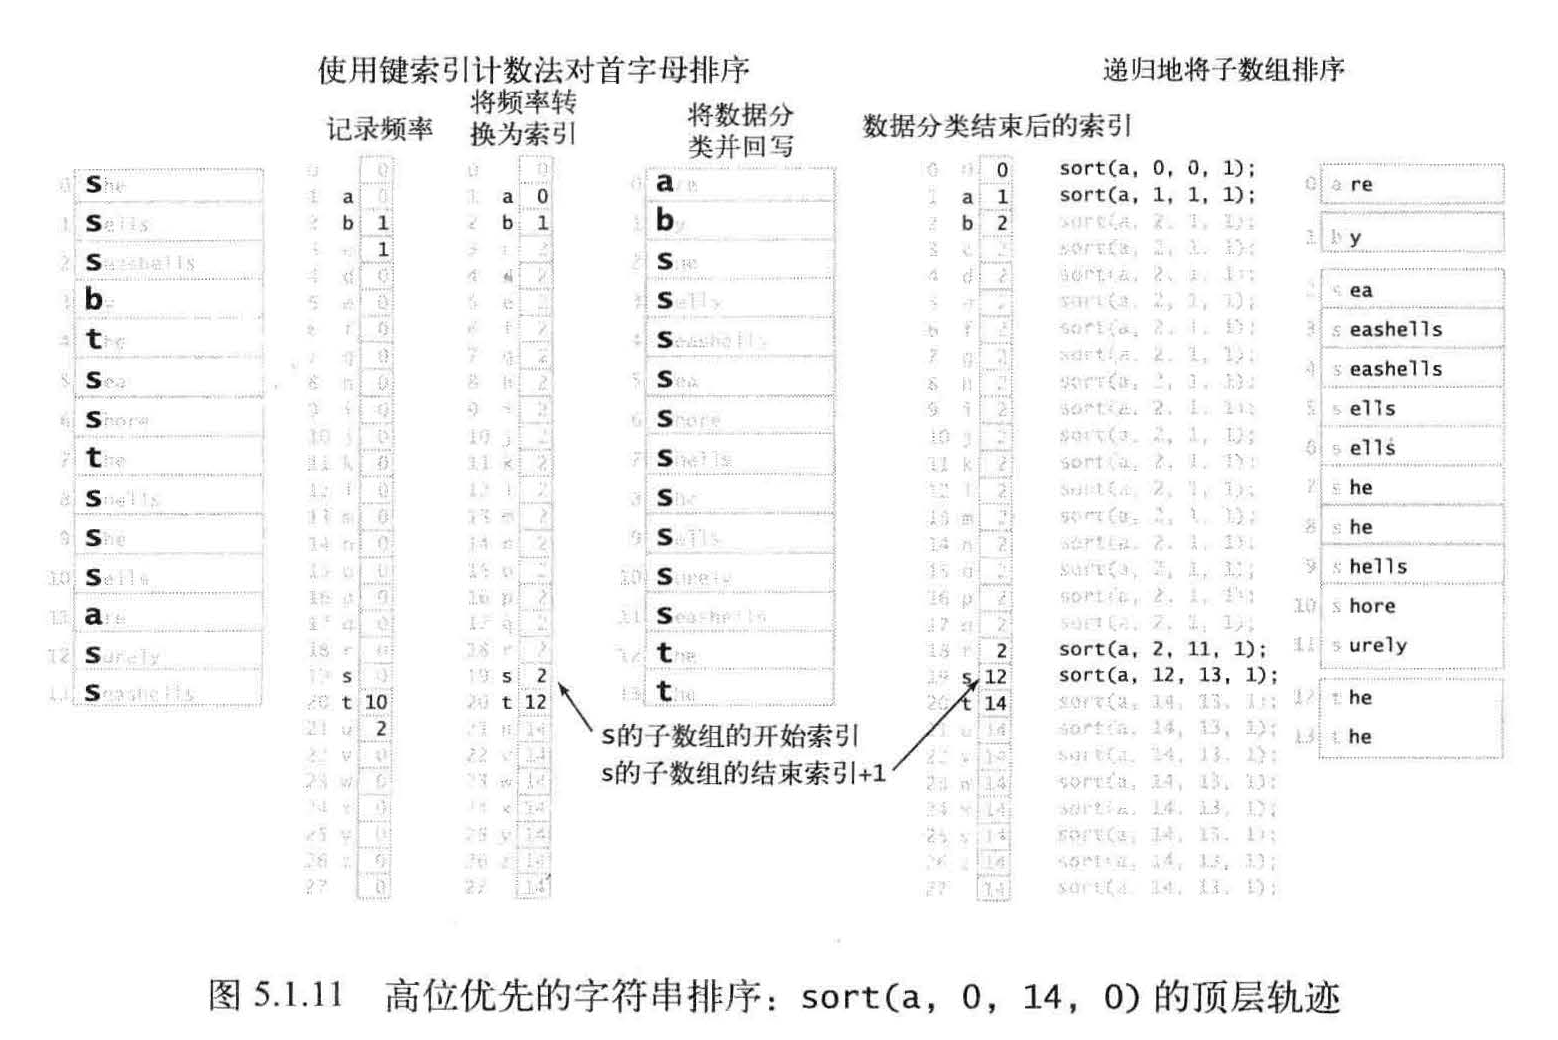 使用键索引计数法对首字母排序
递归地将子数组排序
记录频率
将频率转
换为索引
将数据分
类并回写
数据分类结束后的索引
0 she
1 sells
2 seashells
3 by
4 the
5 sea
6 shore
7 the
8 shells
9 she
10 sells
11 are
12 surely
13 seashells
0 0
1 a 0
2 b 1
3 c 1
4 d 0
5 e 0
6 f 0
7 g 0
8 h 0
9 i 0
10 j 0
11 k 0
12 l 0
13 m 0
14 n 0
15 o 0
16 p 0
17 q 0
18 r 0
19 s 0
20 t 10
21 u 2
22 v 0
23 w 0
24 x 0
25 y 0
26 z 0
27 0
0 0
1 a 0
2 b 1
3 c 2
4 d 2
5 e 2
6 f 2
7 g 2
8 h 2
9 i 2
10 j 2
11 k 2
12 l 2
13 m 2
14 n 2
15 o 2
16 p 2
17 q 2
18 r 2
19 s 2
20 t 12
21 u 14
22 v 14
23 w 14
24 x 14
25 y 14
26 z 14
27 14
0 are
1 by
2 she
3 sells
4 seashells
5 sea
6 shore
7 shells
8 she
9 sells
10 surely
11 seashells
12 the
13 the
s的子数组的开始索引
s的子数组的结束索引+1
0 0 sort(a, 0, 0, 1);
1 a 1 sort(a, 1, 1, 1);
2 b 2 sort(a, 2, 1, 1);
3 c 2 sort(a, 2, 1, 1);
4 d 2 sort(a, 2, 1, 1);
5 e 2 sort(a, 2, 1, 1);
6 f 2 sort(a, 2, 1, 1);
7 g 2 sort(a, 2, 1, 1);
8 h 2 sort(a, 2, 1, 1);
9 i 2 sort(a, 2, 1, 1);
10 j 2 sort(a, 2, 1, 1);
11 k 2 sort(a, 2, 1, 1);
12 l 2 sort(a, 2, 1, 1);
13 m 2 sort(a, 2, 1, 1);
14 n 2 sort(a, 2, 1, 1);
15 o 2 sort(a, 2, 1, 1);
16 p 2 sort(a, 2, 1, 1);
17 q 2 sort(a, 2, 1, 1);
18 r 2 sort(a, 2, 11, 1);
19 s 12 sort(a, 12, 13, 1);
20 t 14 sort(a, 14, 13, 1);
21 u 14 sort(a, 14, 13, 1);
22 v 14 sort(a, 14, 13, 1);
23 w 14 sort(a, 14, 13, 1);
24 x 14 sort(a, 14, 13, 1);
25 y 14 sort(a, 14, 13, 1);
26 z 14 sort(a, 14, 13, 1);
27 14 sort(a, 14, 13, 1);
0 are
1 by
2 sea
3 seashells
4 seashells
5 sells
6 sells
7 she
8 she
9 shells
10 shore
11 surely
12 the
13 the
图 5.1.11 高位优先的字符串排序：sort(a, 0, 14, 0) 的顶层轨迹